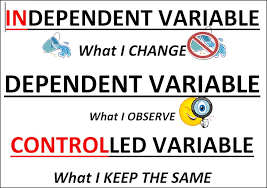 INDEPENDENT VARIABLE
What I CHANGE
DEPENDENT VARIABLE
What I OBSERVE
CONTROLLED VARIABLE
What I KEEP THE SAME